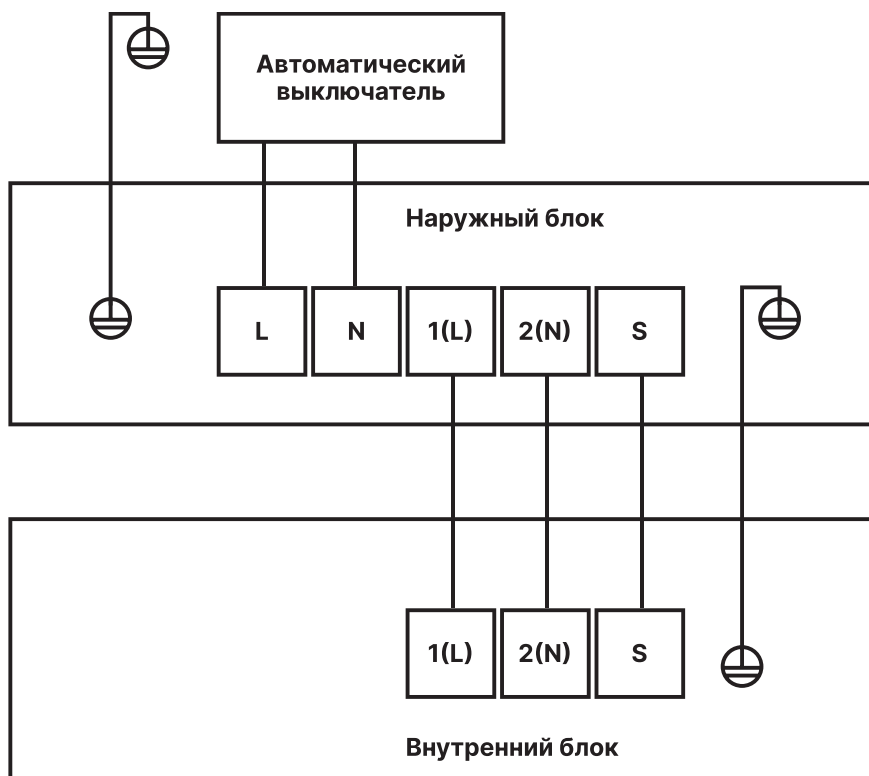 Автоматический
выключатель
Наружный блок
L N 1(L) 2(N) S
1(L) 2(N) S
Внутренний блок